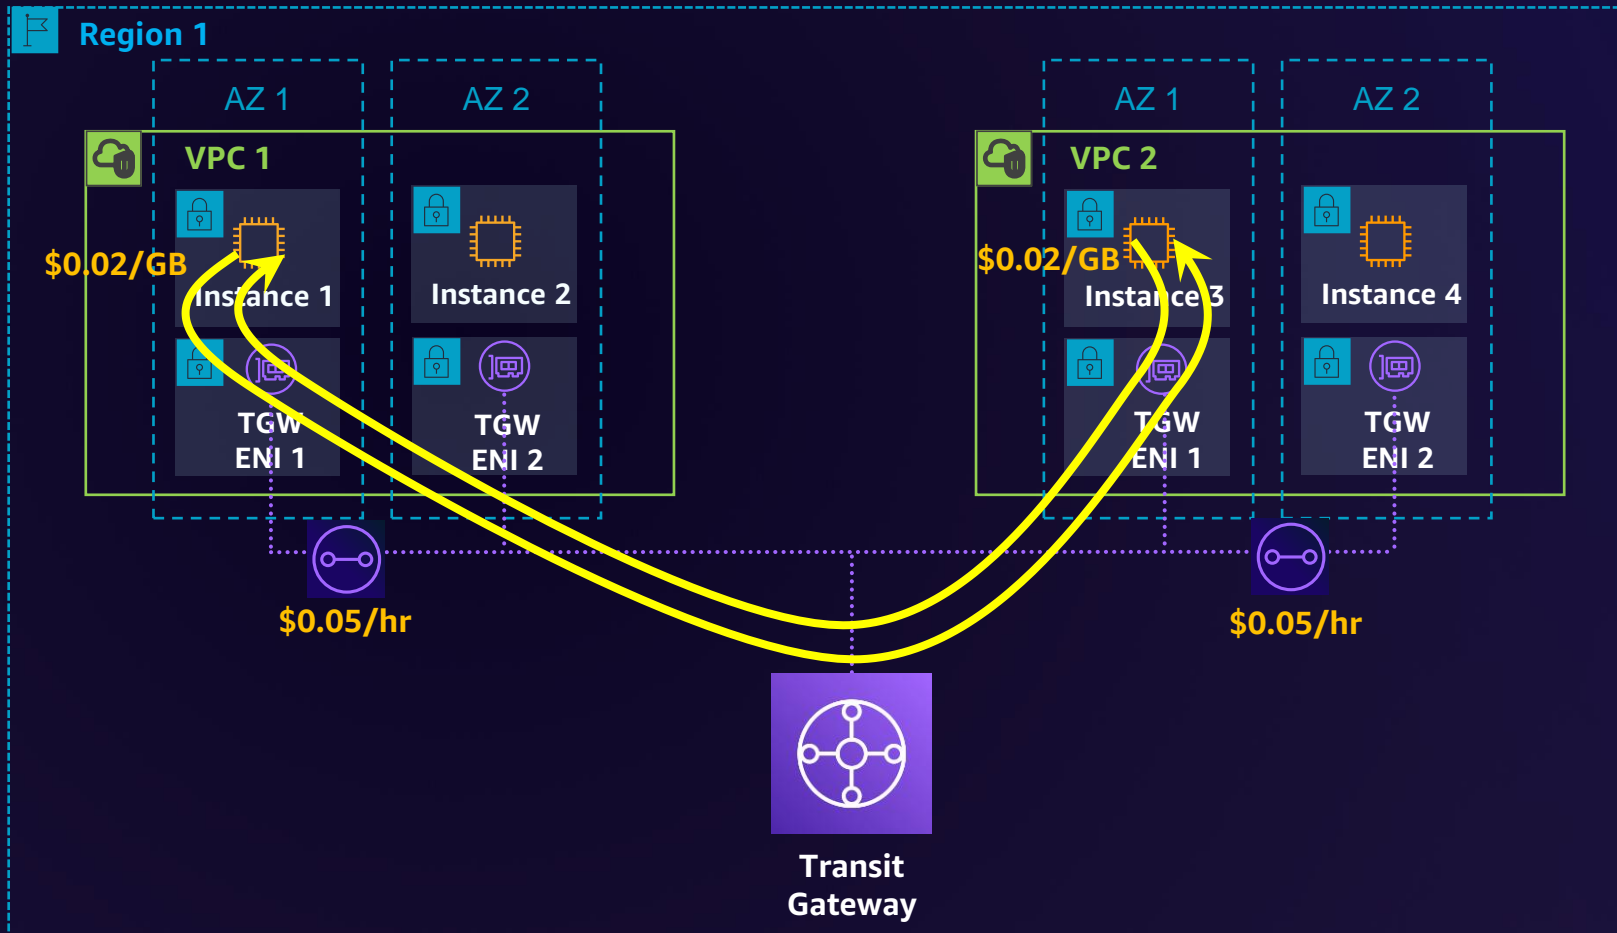 Region 1
AZ 1
AZ 2
AZ 1
AZ 2
VPC 1
VPC 2
$0.02/GB
$0.02/GB
Instance 1
Instance 2
Instance 3
Instance 4
TGW
ENI 1
TGW
ENI 2
TGW
ENI 1
TGW
ENI 2
$0.05/hr
$0.05/hr
Transit
Gateway